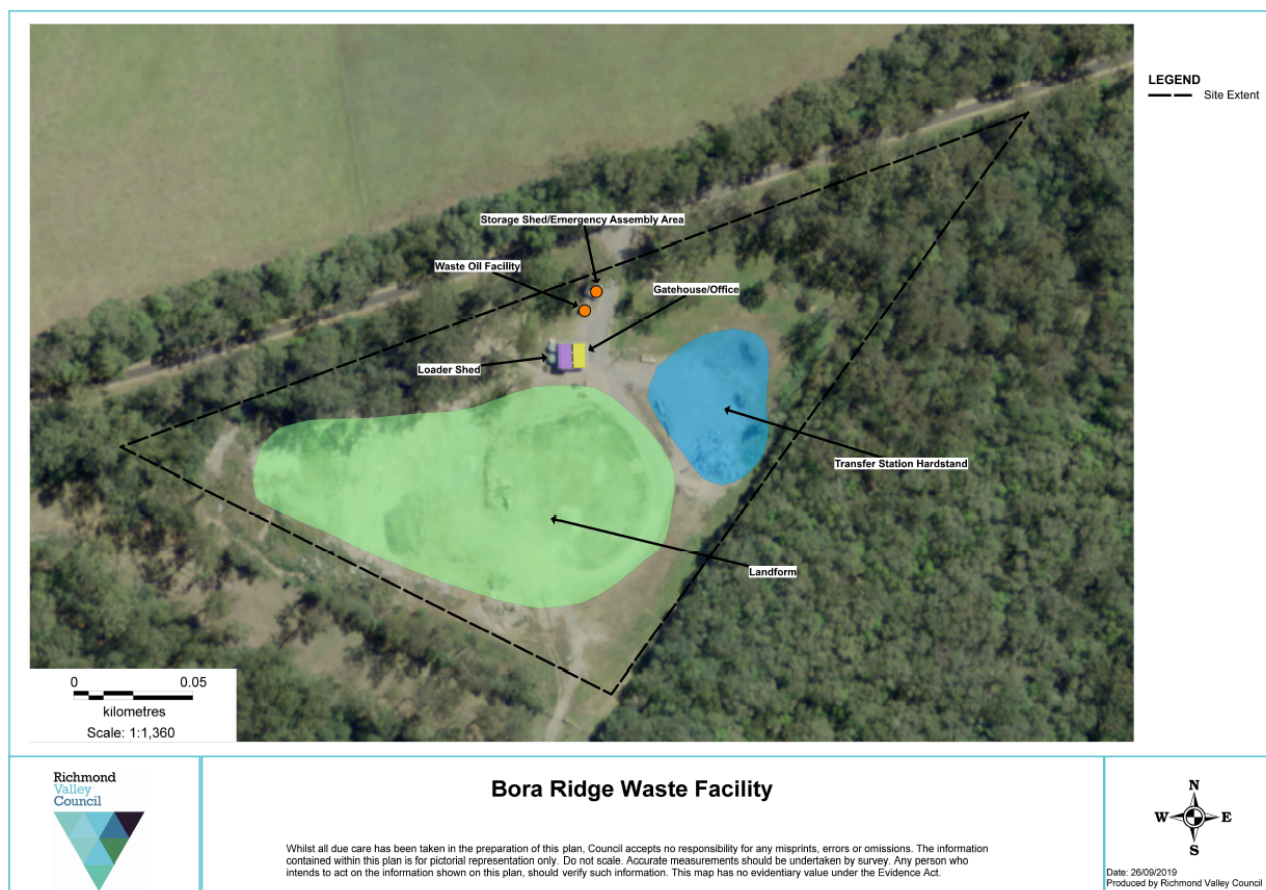 LEGEND
Site Extent
Storage Shed/Emergency Assembly Area
Waste Oil Facility
Gatehouse/Office
Loader Shed
Transfer Station Hardstand
Landform
0 0.05
kilometres
Scale: 1:1,360
Richmond
Valley
Council
Bora Ridge Waste Facility
Whilst all due care has been taken in the preparation of this plan, Council accepts no responsibility for any misprints, errors or omissions. The information
contained within this plan is for pictorial representation only. Do not scale. Accurate measurements should be undertaken by survey. Any person who
intends to act on the information shown on this plan, should verify such information. This map has no evidentiary value under the Evidence Act.
N
W E
S
Date: 26/09/2019
Produced by Richmond Valley Council